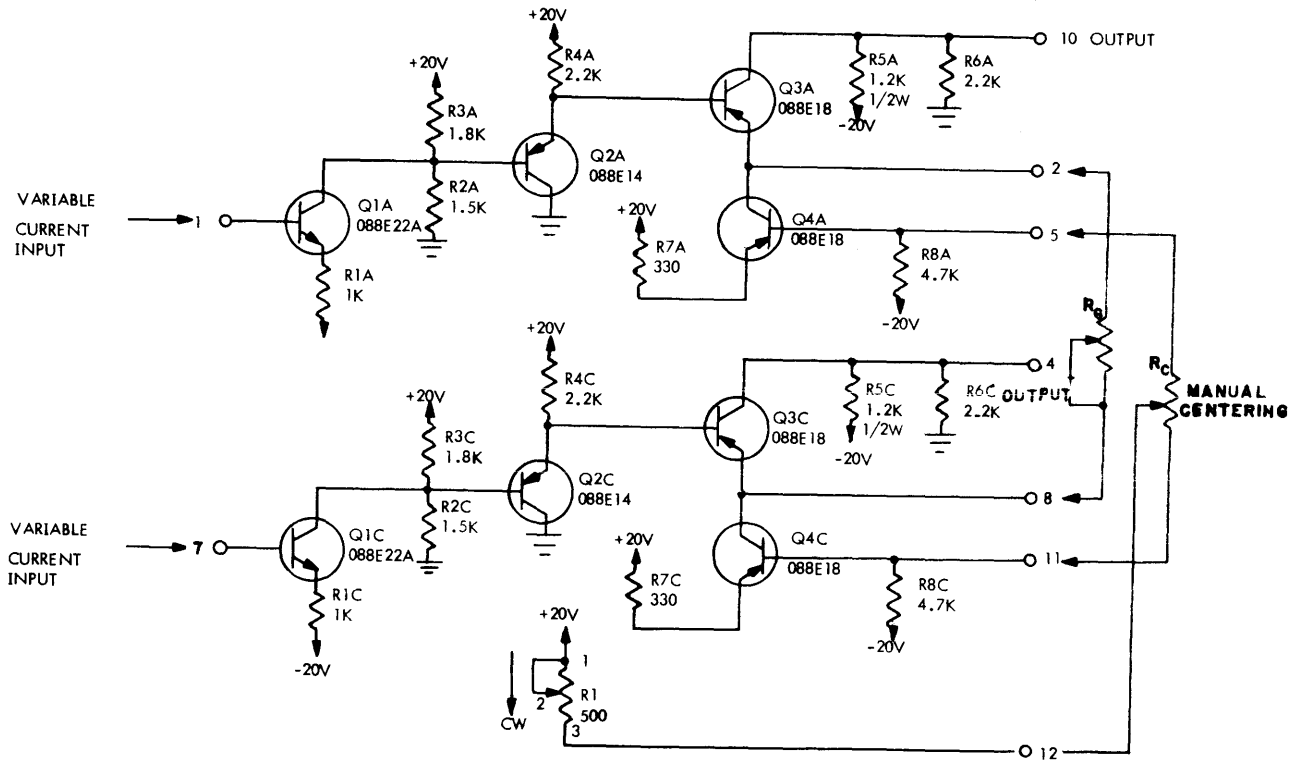 +20V
R4A
2.2K
10 OUTPUT
+20V
R3A
1.8K
Q3A
088E18
R5A
1.2K
1/2W
-20V
R6A
2.2K
VARIABLE
CURRENT
INPUT
1
Q1A
088E22A
R2A
1.5K
Q2A
088E14
2
+20V
R7A
330
Q4A
088E18
5
R8A
4.7K
-20V
R1A
1K
+20V
R4C
2.2K
RG
RC
MANUAL
CENTERING
4
OUTPUT
+20V
R3C
1.8K
Q3C
088E18
R5C
1.2K
1/2W
-20V
R6C
2.2K
VARIABLE
CURRENT
INPUT
7
Q1C
088E22A
R2C
1.5K
Q2C
088E14
8
+20V
R7C
330
Q4C
088E18
11
R8C
4.7K
-20V
R1C
1K
-20V
+20V
1
2
R1
500
3
CW
12